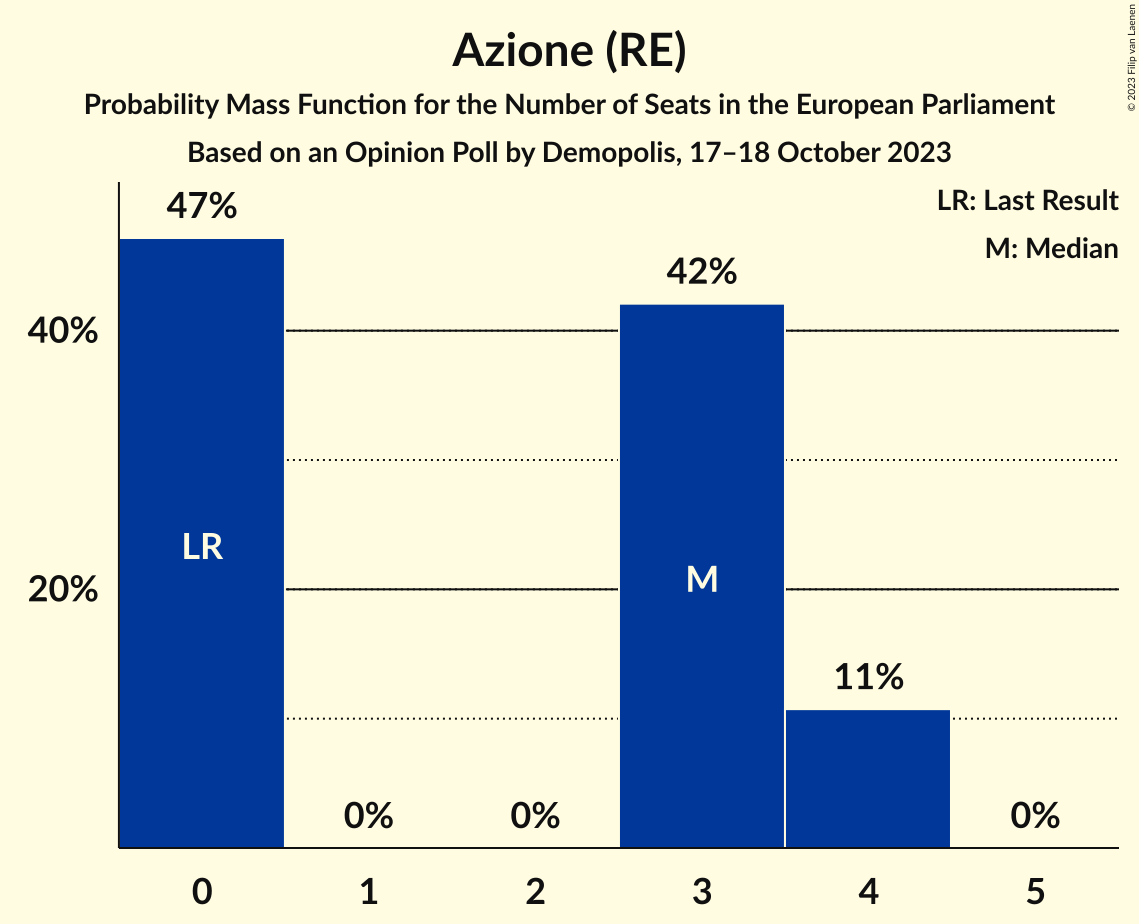 Azione (RE)
Probability Mass Function for the Number of Seats in the European Parliament
Based on an Opinion Poll by Demopolis, 17–18 October 2023
© 2023 Filip van Laenen
LR: Last Result
M: Median
47%
42%
40%
LR
M
20%
11%
0%
0%
0%
0
1
2
3
4
5